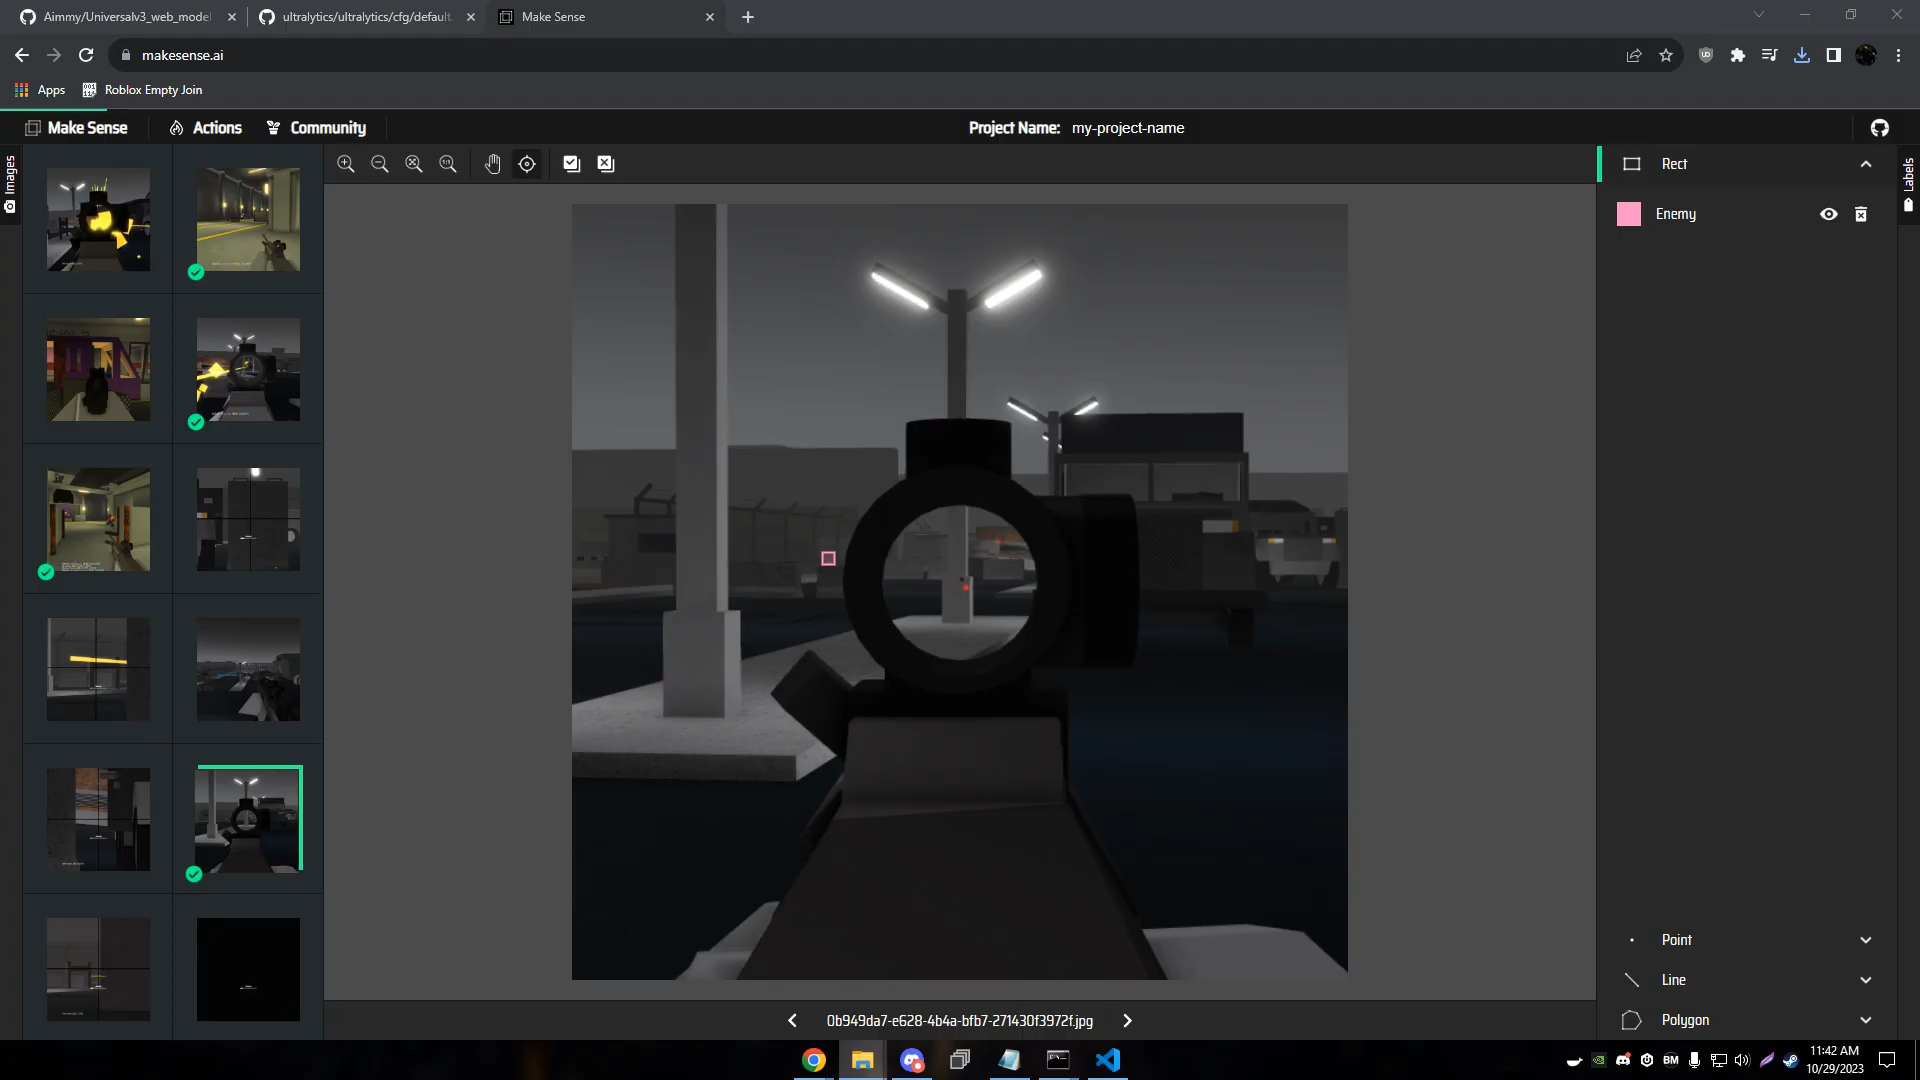 Aimmy/Universalv3_web_model
ultralytics/ultralytics/cfg/default.
Make Sense
makesense.ai
Apps
Roblox Empty Join
Make Sense
Actions
Community
Project Name: my-project-name
Images
Labels
Rect
Enemy
Point
Line
Polygon
0b949da7-e628-4b4a-bfb7-271430f3972f.jpg
11:42 AM
10/29/2023